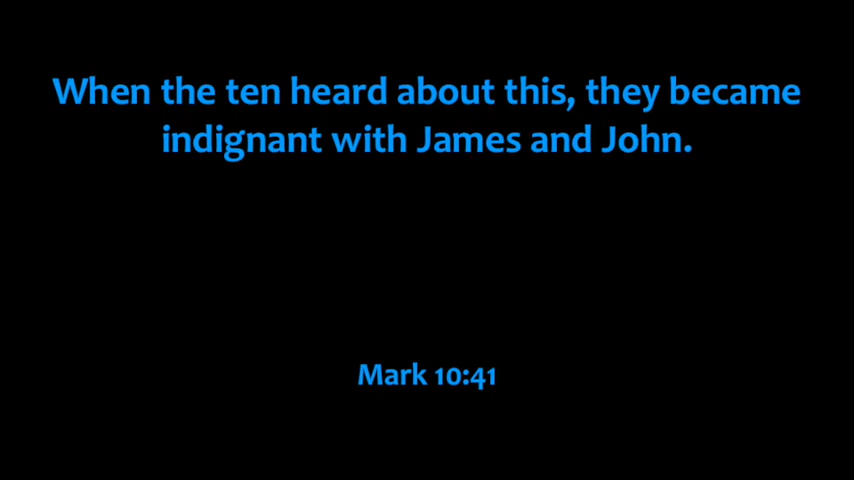 When the ten heard about this, they became
indignant with James and John.
Mark 10:41